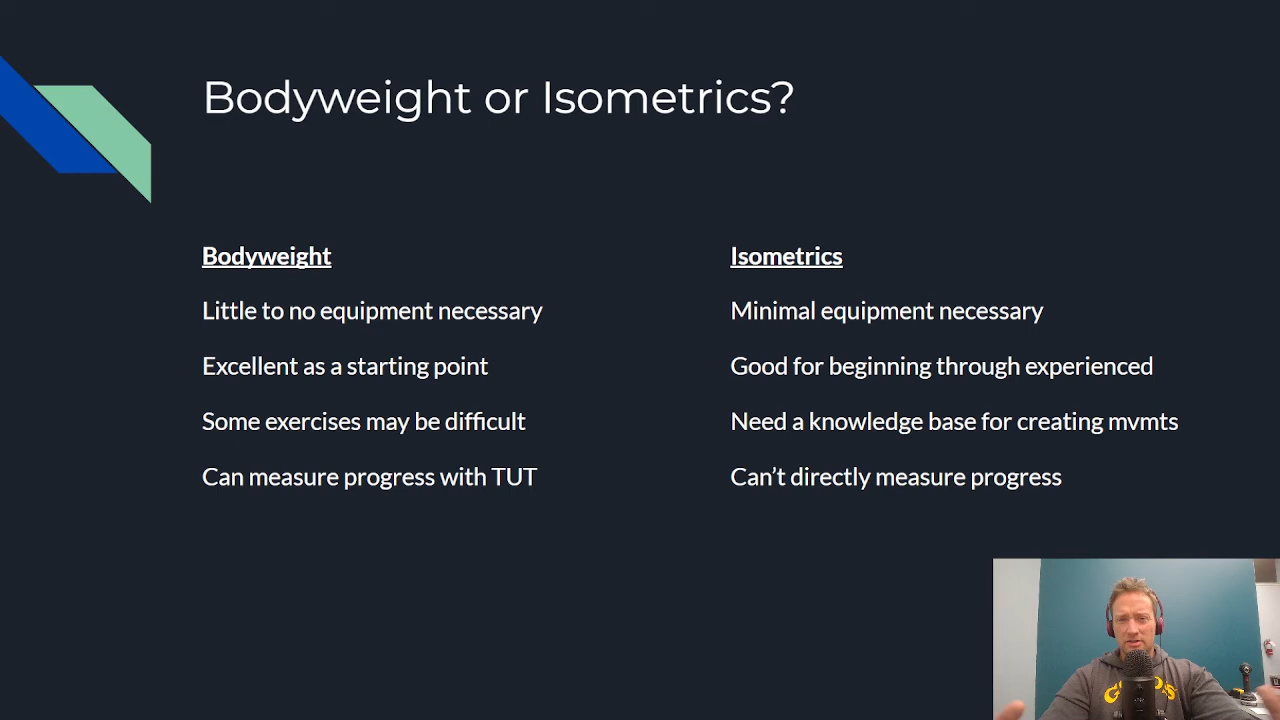 Bodyweight or Isometrics?
Bodyweight
Little to no equipment necessary
Excellent as a starting point
Some exercises may be difficult
Can measure progress with TUT
Isometrics
Minimal equipment necessary
Good for beginning through experienced
Need a knowledge base for creating mvmts
Can’t directly measure progress